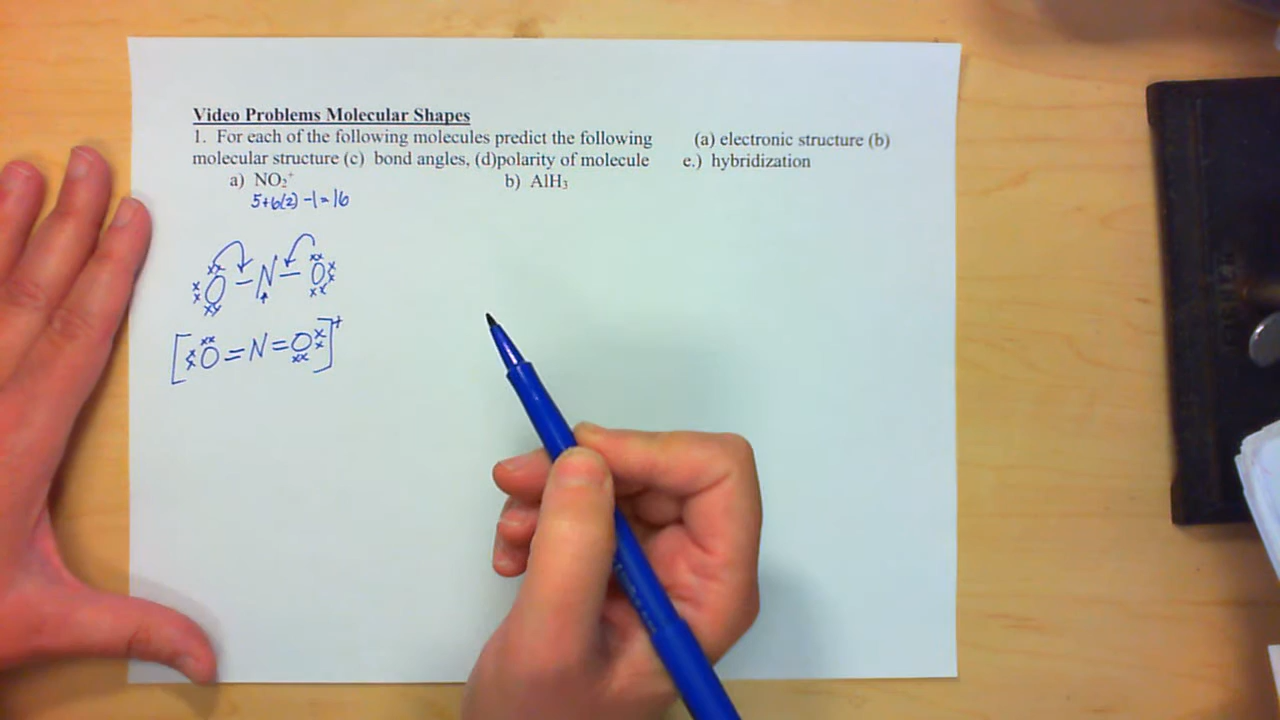 Video Problems Molecular Shapes
1. For each of the following molecules predict the following (a) electronic structure (b)
molecular structure (c) bond angles, (d)polarity of molecule e.) hybridization
a) NO₂⁺ b) AlH₃
5+6(2) -1=16
O-N-O
[O=N=O]⁺